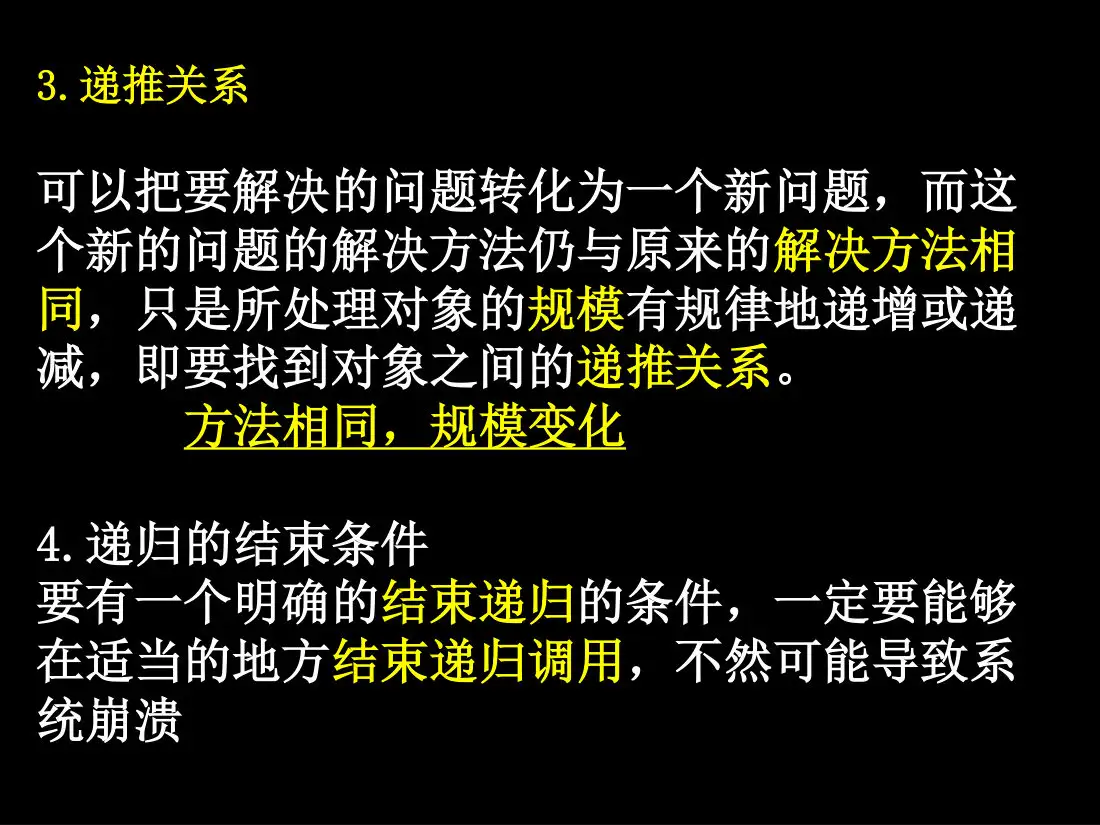 3.递推关系
可以把要解决的问题转化为一个新问题，而这
个新的问题的解决方法仍与原来的解决方法相
同，只是所处理对象的规模有规律地递增或递
减，即要找到对象之间的递推关系。
方法相同，规模变化
4.递归的结束条件
要有一个明确的结束递归的条件，一定要能够
在适当的地方结束递归调用，不然可能导致系
统崩溃